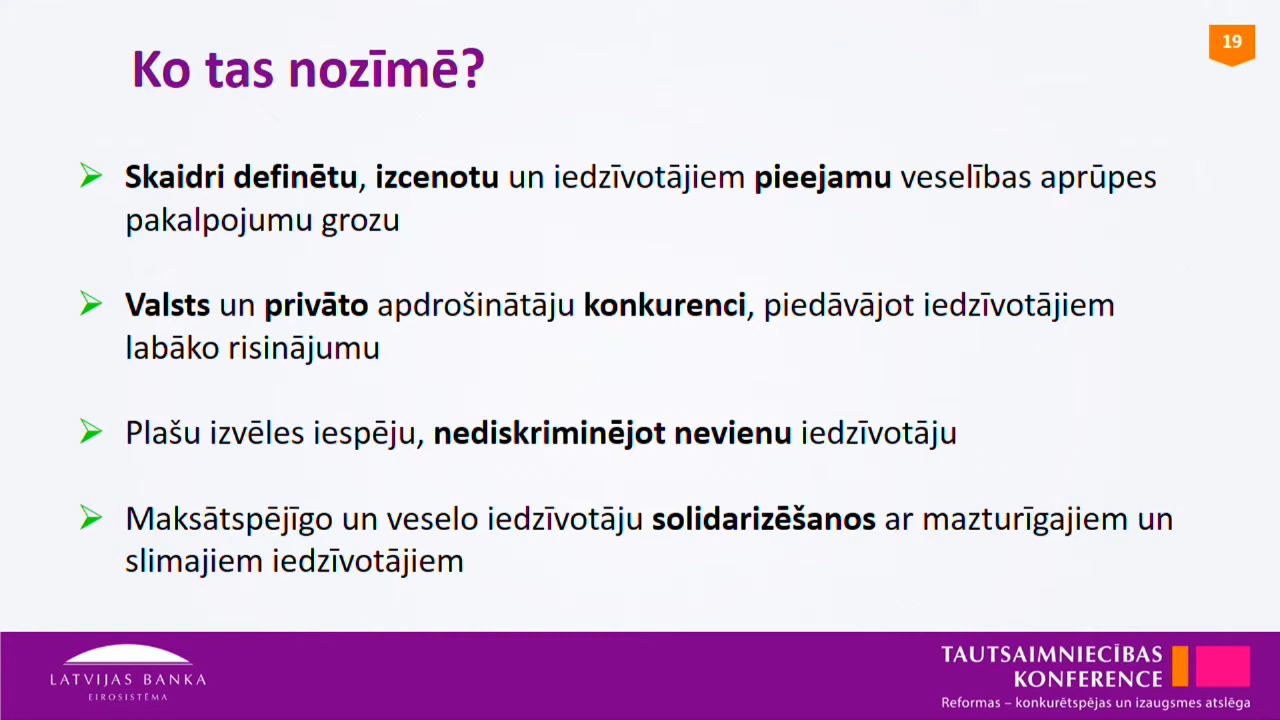 19
Ko tas nozīmē?
Skaidri definētu, izcenotu un iedzīvotājiem pieejamu veselības aprūpes
pakalpojumu grozu
Valsts un privāto apdrošinātāju konkurenci, piedāvājot iedzīvotājiem
labāko risinājumu
Plašu izvēles iespēju, nediskriminējot nevienu iedzīvotāju
Maksātspējīgo un veselo iedzīvotāju solidarizēšanos ar mazturīgajiem un
slimajiem iedzīvotājiem
LATVIJAS BANKA
EIROSISTĒMA
TAUTSAIMNIECĪBAS
KONFERENCE
Reformas – konkurētspējas un izaugsmes atslēga